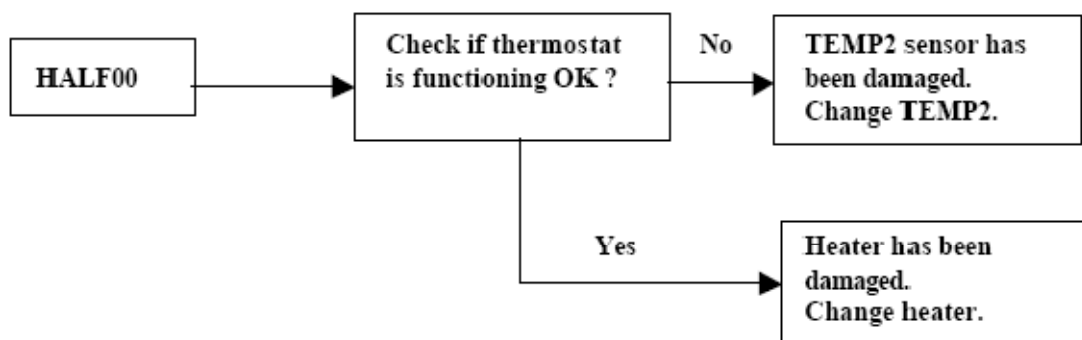 HALF00
Check if thermostat
is functioning OK ?
No
TEMP2 sensor has
been damaged.
Change TEMP2.
Yes
Heater has been
damaged.
Change heater.